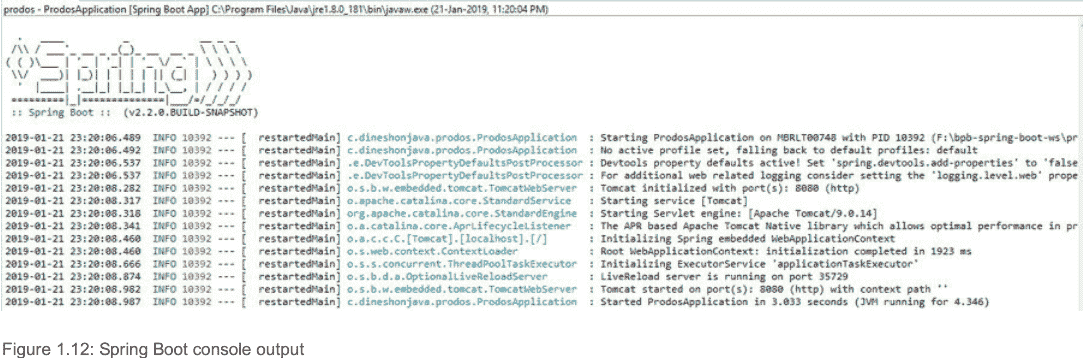 prodos - ProdosApplication [Spring Boot App] C:\Program Files\Java\jre1.8.0_181\bin\javaw.exe (21-Jan-2019, 11:20:04 PM)
Spring
:: Spring Boot :: (v2.2.0.BUILD-SNAPSHOT)
2019-01-21 23:20:06.489 INFO 10392 --- [ restartedMain] c.dineshonjava.prodos.ProdosApplication : Starting ProdosApplication on MBRLT00748 with PID 10392 (F:\bpb-spring-boot-ws\pr
2019-01-21 23:20:06.492 INFO 10392 --- [ restartedMain] c.dineshonjava.prodos.ProdosApplication : No active profile set, falling back to default profiles: default
2019-01-21 23:20:06.537 INFO 10392 --- [ restartedMain] .e.DevToolsPropertyDefaultsPostProcessor : Devtools property defaults active! Set 'spring.devtools.add-properties' to 'false
2019-01-21 23:20:06.537 INFO 10392 --- [ restartedMain] .e.DevToolsPropertyDefaultsPostProcessor : For additional web related logging consider setting the 'logging.level.web' prope
2019-01-21 23:20:08.282 INFO 10392 --- [ restartedMain] o.s.b.w.embedded.tomcat.TomcatWebServer : Tomcat initialized with port(s): 8080 (http)
2019-01-21 23:20:08.317 INFO 10392 --- [ restartedMain] o.apache.catalina.core.StandardService : Starting service [Tomcat]
2019-01-21 23:20:08.318 INFO 10392 --- [ restartedMain] org.apache.catalina.core.StandardEngine : Starting Servlet engine: [Apache Tomcat/9.0.14]
2019-01-21 23:20:08.341 INFO 10392 --- [ restartedMain] o.a.catalina.core.AprLifecycleListener : The APR based Apache Tomcat Native library which allows optimal performance in pr
2019-01-21 23:20:08.460 INFO 10392 --- [ restartedMain] o.a.c.c.C.[Tomcat].[localhost].[/] : Initializing Spring embedded WebApplicationContext
2019-01-21 23:20:08.460 INFO 10392 --- [ restartedMain] o.s.web.context.ContextLoader : Root WebApplicationContext: initialization completed in 1923 ms
2019-01-21 23:20:08.666 INFO 10392 --- [ restartedMain] o.s.s.concurrent.ThreadPoolTaskExecutor : Initializing ExecutorService 'applicationTaskExecutor'
2019-01-21 23:20:08.874 INFO 10392 --- [ restartedMain] o.s.b.d.a.OptionalLiveReloadServer : LiveReload server is running on port 35729
2019-01-21 23:20:08.982 INFO 10392 --- [ restartedMain] o.s.b.w.embedded.tomcat.TomcatWebServer : Tomcat started on port(s): 8080 (http) with context path ''
2019-01-21 23:20:08.987 INFO 10392 --- [ restartedMain] c.dineshonjava.prodos.ProdosApplication : Started ProdosApplication in 3.033 seconds (JVM running for 4.346)
Figure 1.12: Spring Boot console output